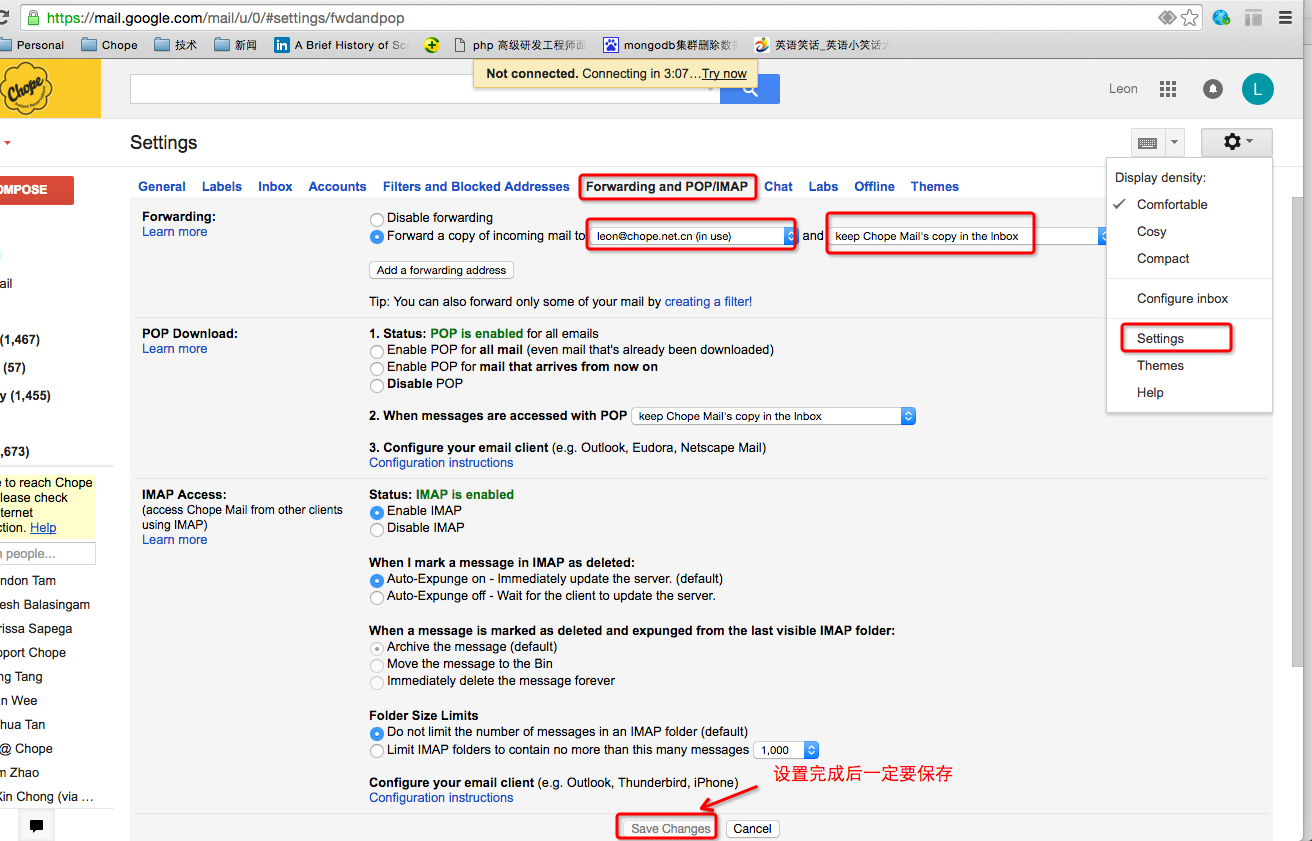 https://mail.google.com/mail/u/0/#settings/fwdandpop
Personal
Chope
技术
新闻
A Brief History of Sc
php 高级研发工程师面
mongodb集群删除数
英语笑话_英语小笑话
Not connected. Connecting in 3:07…Try now
Chope
Leon
L
Settings
OMPOSE
General Labels Inbox Accounts Filters and Blocked Addresses Forwarding and POP/IMAP Chat Labs Offline Themes
Display density:
Comfortable
Cosy
Compact
Configure inbox
Settings
Themes
Help
Forwarding:
Learn more
Disable forwarding
Forward a copy of incoming mail to leon@chope.net.cn (in use) and keep Chope Mail's copy in the Inbox
Add a forwarding address
Tip: You can also forward only some of your mail by creating a filter!
POP Download:
Learn more
1. Status: POP is enabled for all emails
Enable POP for all mail (even mail that's already been downloaded)
Enable POP for mail that arrives from now on
Disable POP
2. When messages are accessed with POP keep Chope Mail's copy in the Inbox
3. Configure your email client (e.g. Outlook, Eudora, Netscape Mail)
Configuration instructions
IMAP Access:
(access Chope Mail from other clients
using IMAP)
Learn more
Status: IMAP is enabled
Enable IMAP
Disable IMAP
When I mark a message in IMAP as deleted:
Auto-Expunge on - Immediately update the server. (default)
Auto-Expunge off - Wait for the client to update the server.
When a message is marked as deleted and expunged from the last visible IMAP folder:
Archive the message (default)
Move the message to the Bin
Immediately delete the message forever
Folder Size Limits
Do not limit the number of messages in an IMAP folder (default)
Limit IMAP folders to contain no more than this many messages 1,000
Configure your email client (e.g. Outlook, Thunderbird, iPhone)
Configuration instructions
设置完成后一定要保存
Save Changes Cancel
ail
(1,467)
(57)
y (1,455)
,673)
e to reach Chope
lease check
ternet
ction. Help
n people...
ndon Tam
esh Balasingam
rissa Sapega
pport Chope
ng Tang
n Wee
hua Tan
@ Chope
m Zhao
Xin Chong (via …